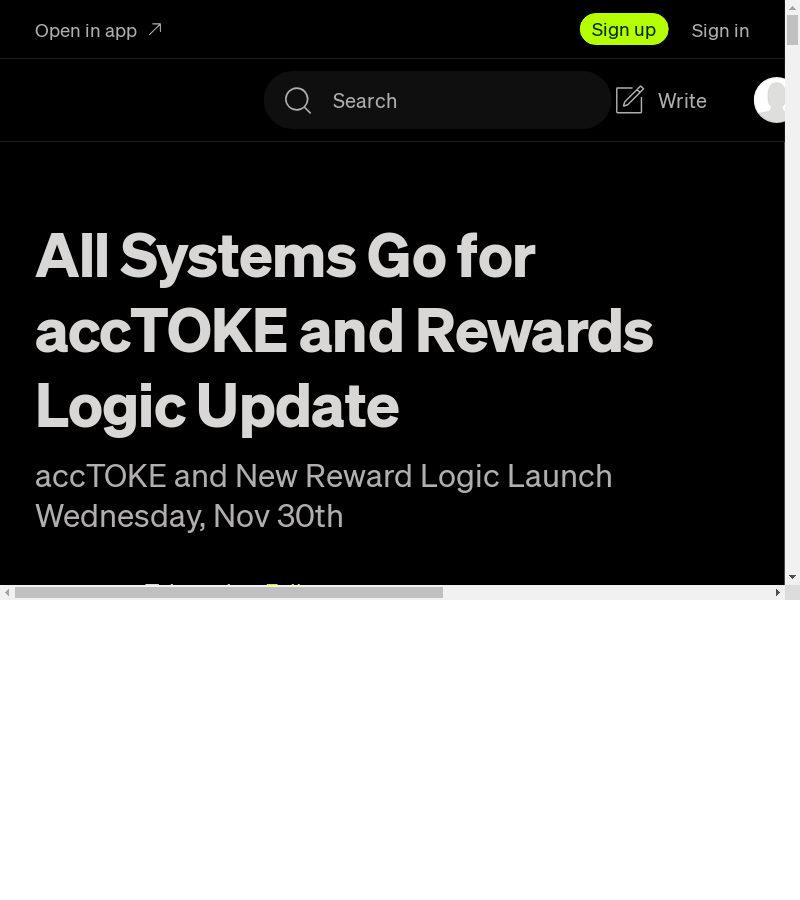 Open in app
Sign up
Sign in
Search
Write
All Systems Go for
accTOKE and Rewards
Logic Update
accTOKE and New Reward Logic Launch
Wednesday, Nov 30th